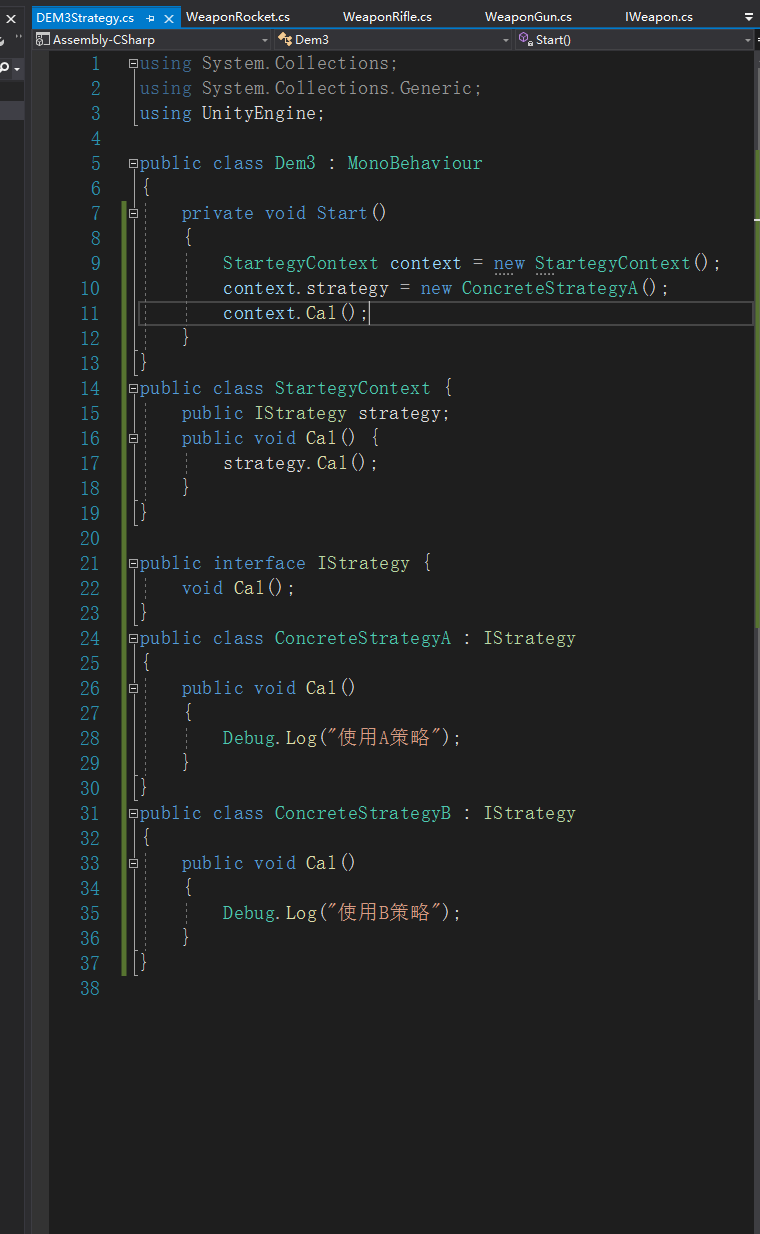 DEM3Strategy.cs
WeaponRocket.cs
WeaponRifle.cs
WeaponGun.cs
IWeapon.cs
Assembly-CSharp
Dem3
Start()
1 using System.Collections;
2 using System.Collections.Generic;
3 using UnityEngine;
4
5 public class Dem3 : MonoBehaviour
6 {
7 private void Start()
8 {
9 StartegyContext context = new StartegyContext();
10 context.strategy = new ConcreteStrategyA();
11 context.Cal();
12 }
13 }
14 public class StartegyContext {
15 public IStrategy strategy;
16 public void Cal() {
17 strategy.Cal();
18 }
19 }
20
21 public interface IStrategy {
22 void Cal();
23 }
24 public class ConcreteStrategyA : IStrategy
25 {
26 public void Cal()
27 {
28 Debug.Log("使用A策略");
29 }
30 }
31 public class ConcreteStrategyB : IStrategy
32 {
33 public void Cal()
34 {
35 Debug.Log("使用B策略");
36 }
37 }
38